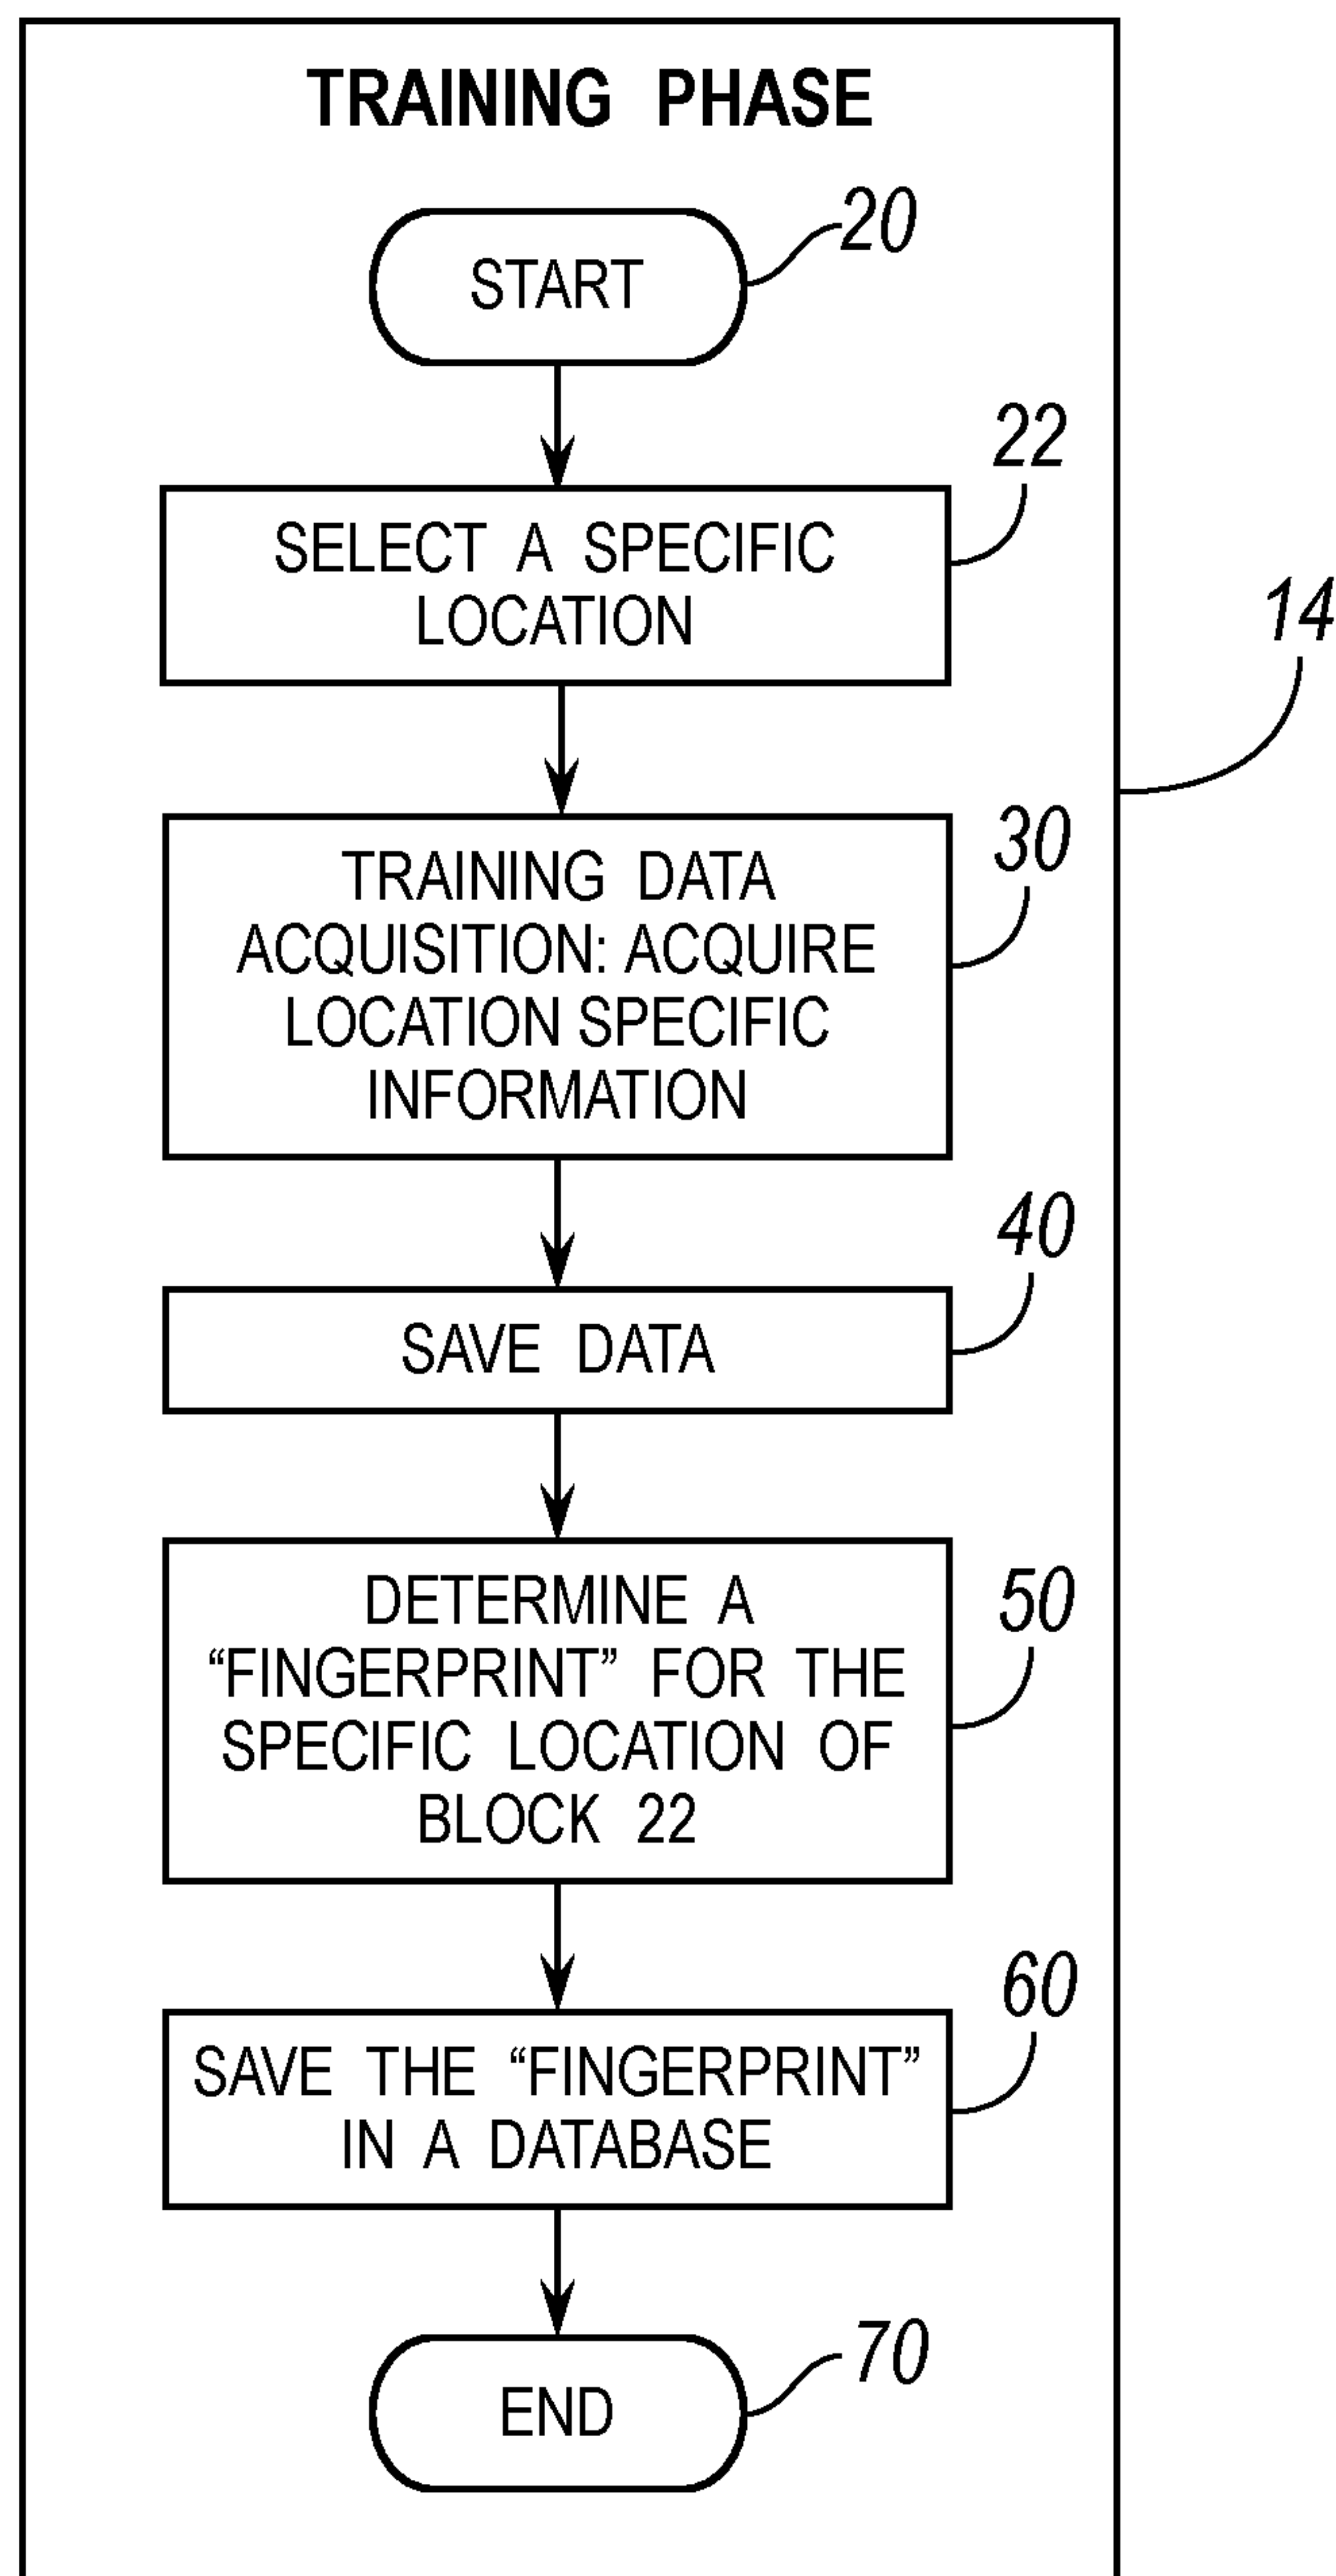 TRAINING PHASE
20
START
22
SELECT A SPECIFIC
LOCATION
14
30
TRAINING DATA
ACQUISITION: ACQUIRE
LOCATION SPECIFIC
INFORMATION
40
SAVE DATA
50
DETERMINE A
“FINGERPRINT” FOR THE
SPECIFIC LOCATION OF
BLOCK 22
60
SAVE THE “FINGERPRINT”
IN A DATABASE
70
END